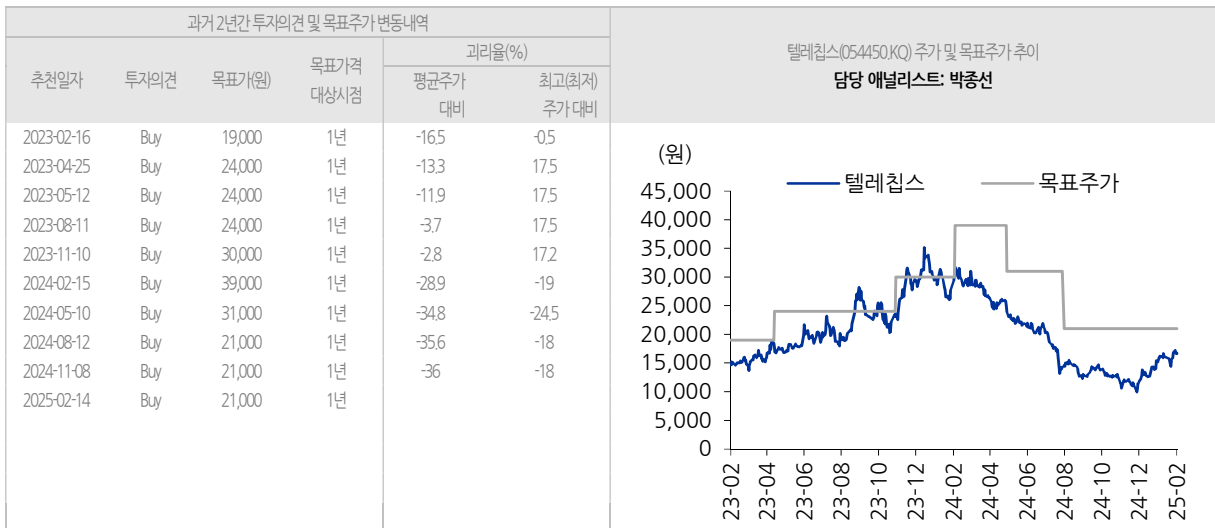 과거 2년간 투자의견 및 목표주가 변동내역
추천일자 투자의견 목표가(원) 목표가격 대상시점 괴리율(%)
평균주가 대비 최고(최저) 주가 대비
2023-02-16 Buy 19,000 1년 -16.5 -0.5
2023-04-25 Buy 24,000 1년 -13.3 17.5
2023-05-12 Buy 24,000 1년 -11.9 17.5
2023-08-11 Buy 24,000 1년 -3.7 17.5
2023-11-10 Buy 30,000 1년 -2.8 17.2
2024-02-15 Buy 39,000 1년 -28.9 -19
2024-05-10 Buy 31,000 1년 -34.8 -24.5
2024-08-12 Buy 21,000 1년 -35.6 -18
2024-11-08 Buy 21,000 1년 -36 -18
2025-02-14 Buy 21,000 1년
텔레칩스(054450.KQ) 주가 및 목표주가 추이
담당 애널리스트: 박종선
(원)
텔레칩스 목표주가
45,000
40,000
35,000
30,000
25,000
20,000
15,000
10,000
5,000
0
23-02 23-04 23-06 23-08 23-10 23-12 24-02 24-04 24-06 24-08 24-10 24-12 25-02